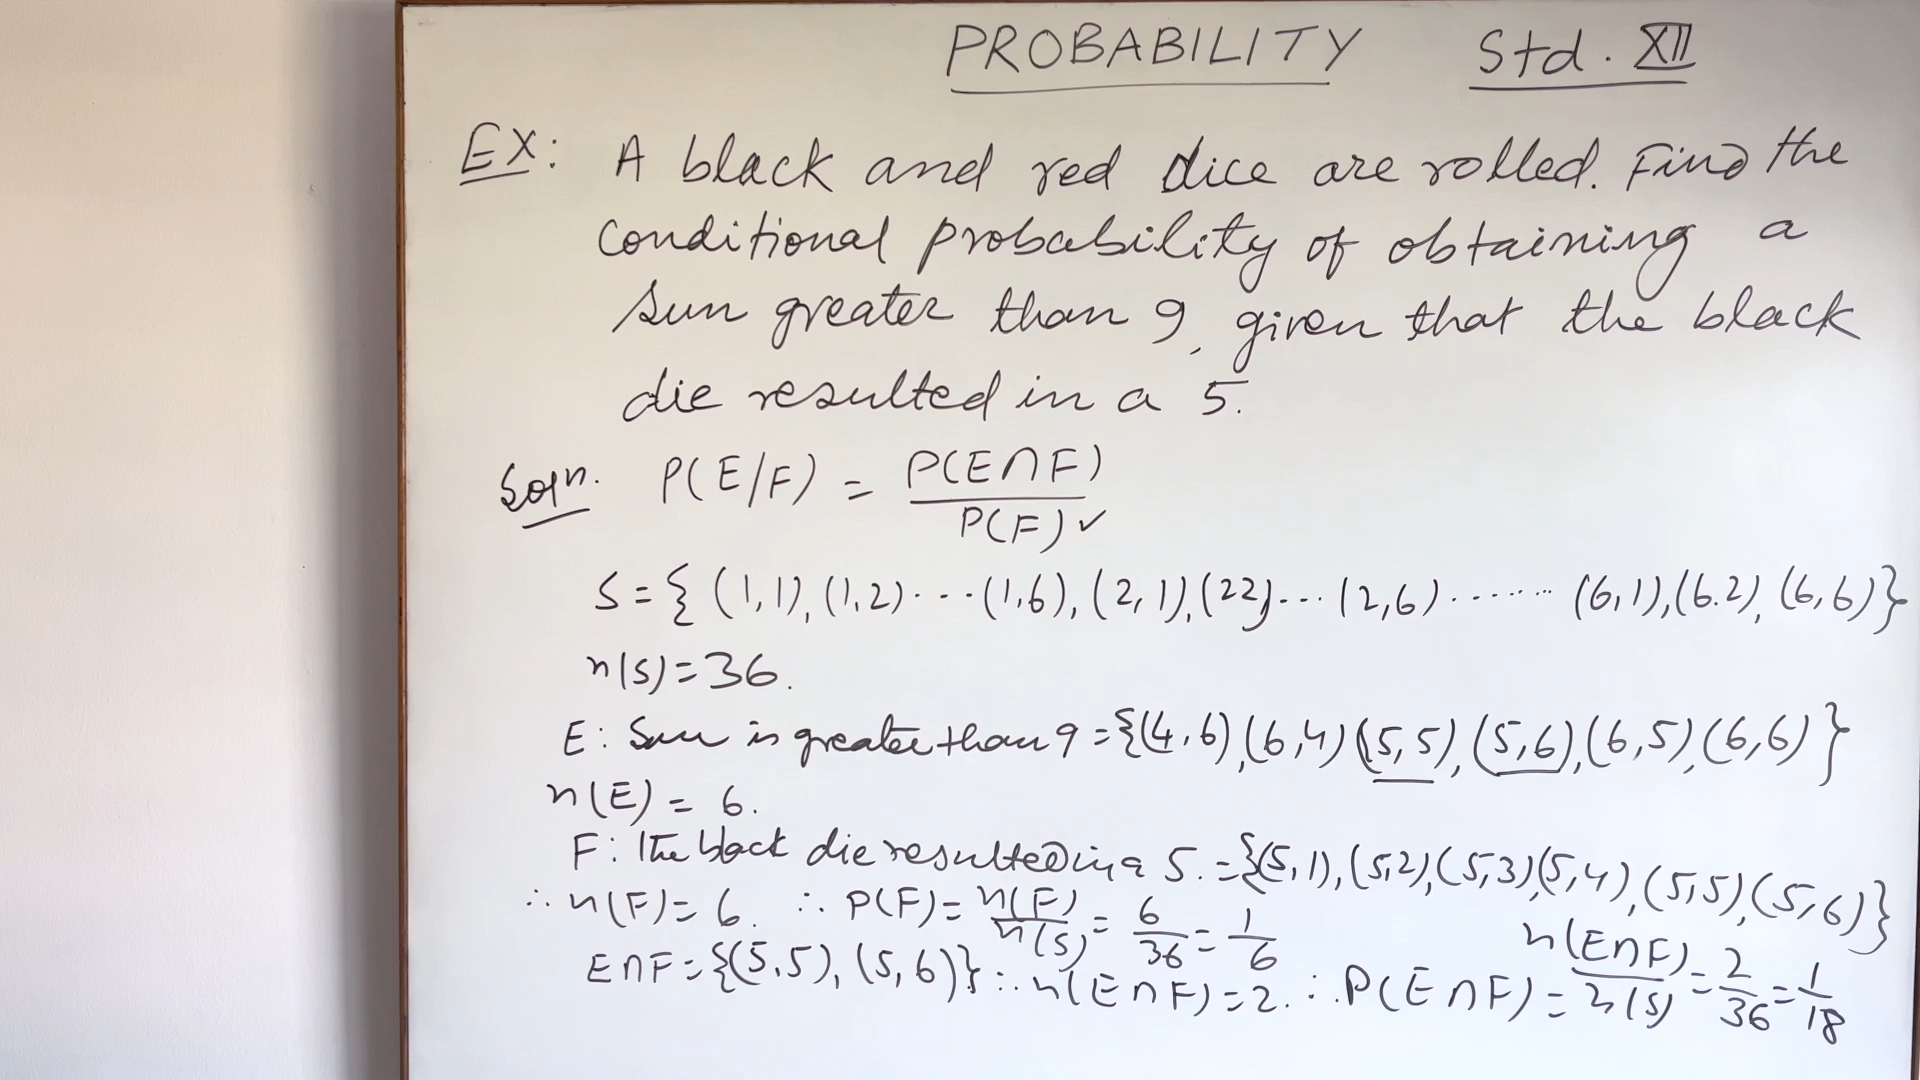 PROBABILITY Std. XII
EX: A black and red dice are rolled. Find the
conditional probability of obtaining a
sum greater than 9, given that the black
die resulted in a 5.
Soln. P(E/F) = P(E∩F) / P(F) ✓
S = { (1,1), (1,2) ... (1,6), (2,1), (22) ... (2,6) ....... (6,1), (6.2), (6,6) }
n(S) = 36.
E: Sum is greater than 9 = {(4,6), (6,4) (5,5), (5,6), (6,5), (6,6) }
n(E) = 6.
F: The black die resulted in a 5. = {(5,1), (5,2), (5,3), (5,4), (5,5), (5,6)}
∴ n(F) = 6. ∴ P(F) = n(F)/n(S) = 6/36 = 1/6
E∩F = {(5,5), (5,6)} ∴ n(E∩F) = 2. ∴ P(E∩F) = n(E∩F)/n(S) = 2/36 = 1/18